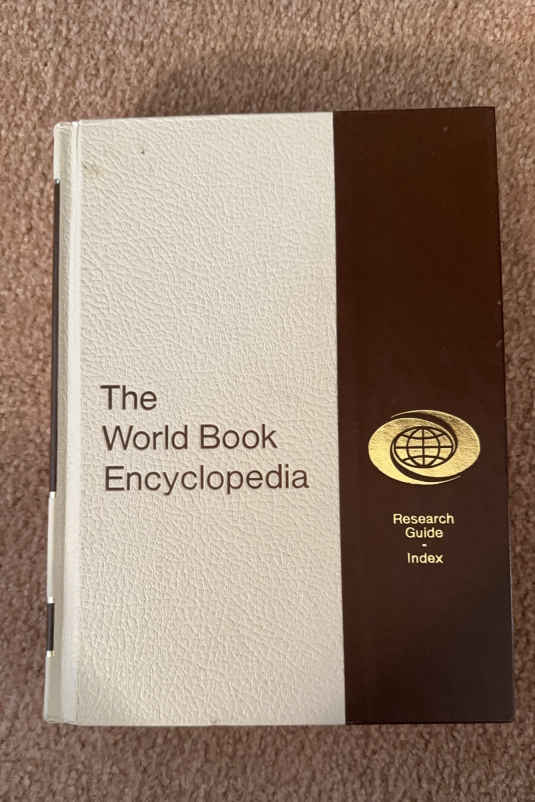 The
World Book
Encyclopedia
Research
Guide
-
Index